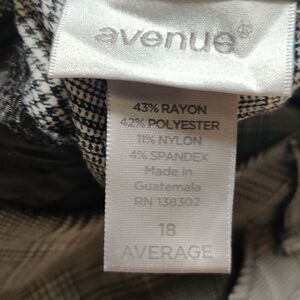 avenue®
43% RAYON
42% POLYESTER
11% NYLON
4% SPANDEX
Made in
Guatemala
RN 138302
18
AVERAGE